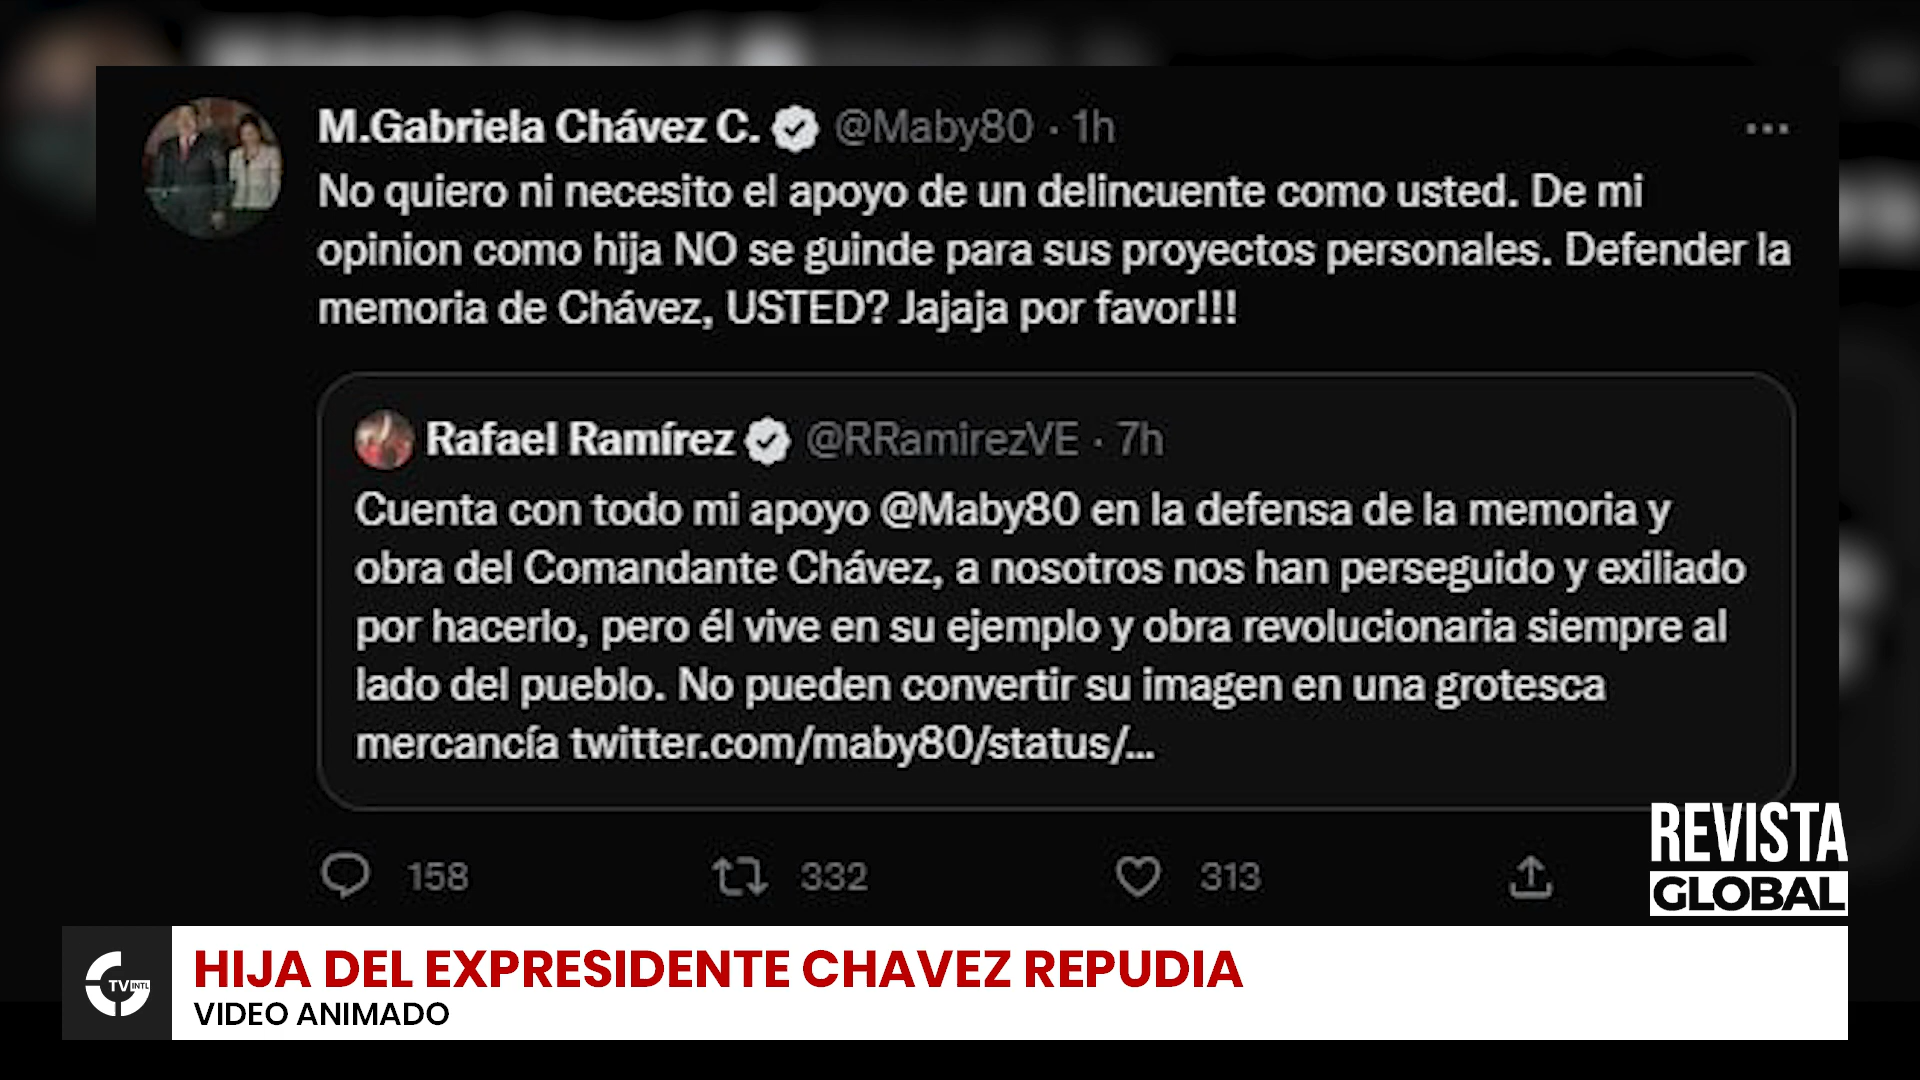 M.Gabriela Chávez C. @Maby80 · 1h
No quiero ni necesito el apoyo de un delincuente como usted. De mi
opinion como hija NO se guinde para sus proyectos personales. Defender la
memoria de Chávez, USTED? Jajaja por favor!!!
Rafael Ramírez @RRamirezVE · 7h
Cuenta con todo mi apoyo @Maby80 en la defensa de la memoria y
obra del Comandante Chávez, a nosotros nos han perseguido y exiliado
por hacerlo, pero él vive en su ejemplo y obra revolucionaria siempre al
lado del pueblo. No pueden convertir su imagen en una grotesca
mercancía twitter.com/maby80/status/...
158 332 313
REVISTA
GLOBAL
TV INTL
HIJA DEL EXPRESIDENTE CHAVEZ REPUDIA
VIDEO ANIMADO